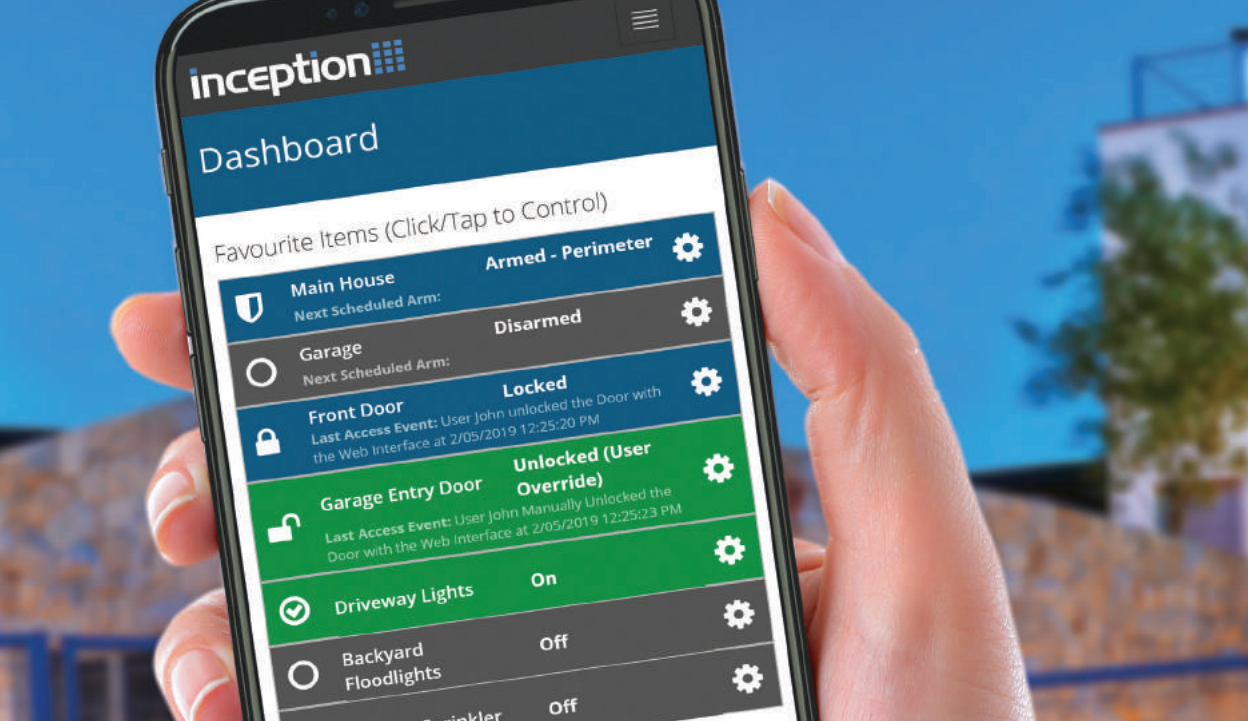 inception
Dashboard
Favourite Items (Click/Tap to Control)
Main House Armed - Perimeter
Next Scheduled Arm:
Garage Disarmed
Next Scheduled Arm:
Front Door Locked
Last Access Event: User John unlocked the Door with
the Web Interface at 2/05/2019 12:25:20 PM
Garage Entry Door Unlocked (User
Override)
Last Access Event: User John Manually Unlocked the
Door with the Web Interface at 2/05/2019 12:25:23 PM
Driveway Lights On
Backyard Off
Floodlights
Off